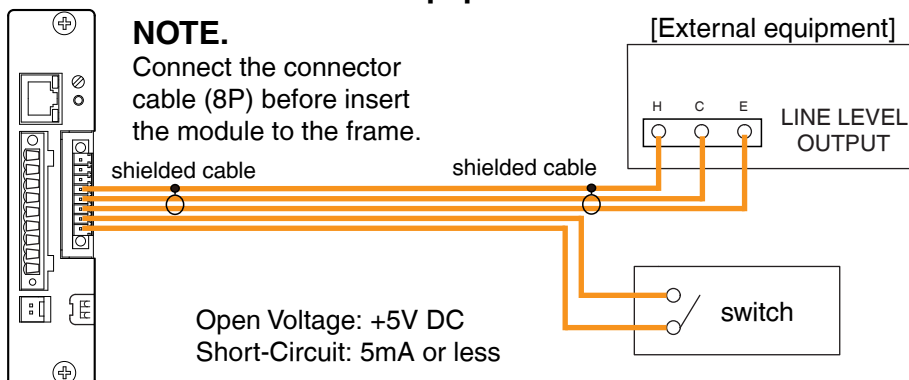 NOTE.
Connect the connector
cable (8P) before insert
the module to the frame.
[External equipment]
H C E
LINE LEVEL
OUTPUT
shielded cable
shielded cable
switch
Open Voltage: +5V DC
Short-Circuit: 5mA or less